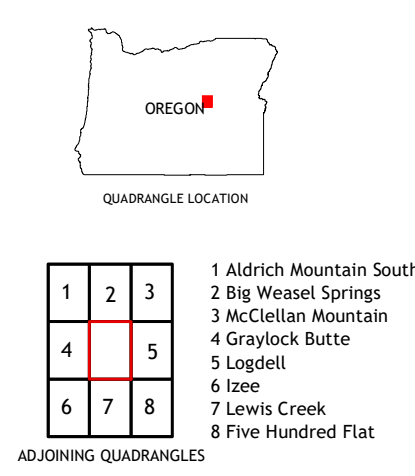 OREGON
QUADRANGLE LOCATION
1 2 3
4 5
6 7 8
1 Aldrich Mountain South
2 Big Weasel Springs
3 McClellan Mountain
4 Graylock Butte
5 Logdell
6 Izee
7 Lewis Creek
8 Five Hundred Flat
ADJOINING QUADRANGLES